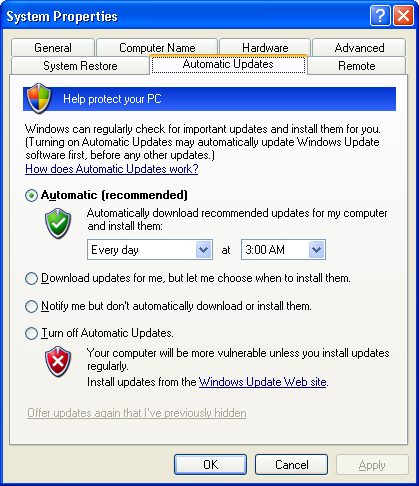 System Properties
General
Computer Name
Hardware
Advanced
System Restore
Automatic Updates
Remote
Help protect your PC
Windows can regularly check for important updates and install them for you.
(Turning on Automatic Updates may automatically update Windows Update
software first, before any other updates.)
How does Automatic Updates work?
Automatic (recommended)
Automatically download recommended updates for my computer
and install them:
Every day at 3:00 AM
Download updates for me, but let me choose when to install them.
Notify me but don't automatically download or install them.
Turn off Automatic Updates.
Your computer will be more vulnerable unless you install updates
regularly.
Install updates from the Windows Update Web site.
Offer updates again that I've previously hidden
OK
Cancel
Apply